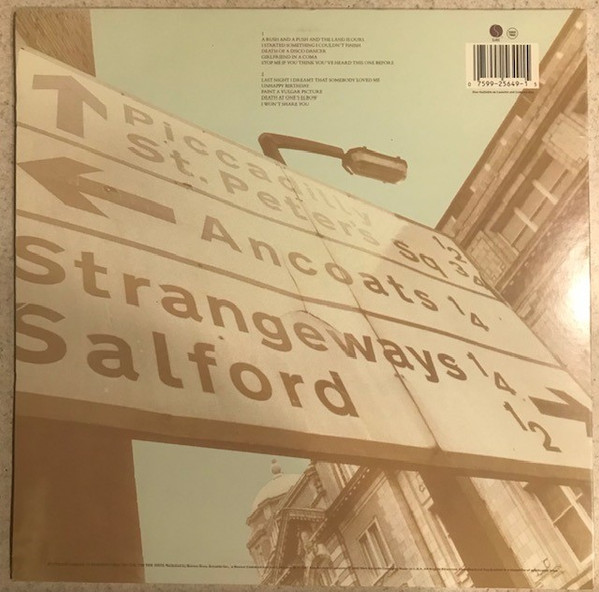 1
A RUSH AND A PUSH AND THE LAND IS OURS
I STARTED SOMETHING I COULDN'T FINISH
DEATH OF A DISCO DANCER
GIRLFRIEND IN A COMA
STOP ME IF YOU THINK YOU'VE HEARD THIS ONE BEFORE
2
LAST NIGHT I DREAMT THAT SOMEBODY LOVED ME
UNHAPPY BIRTHDAY
PAINT A VULGAR PICTURE
DEATH AT ONE'S ELBOW
I WON'T SHARE YOU
0 7599-25649-1 8
Piccadilly 1/2
St. Peters Sq 3/4
Ancoats 1/4
Strangeways 1/4
Salford 1/2